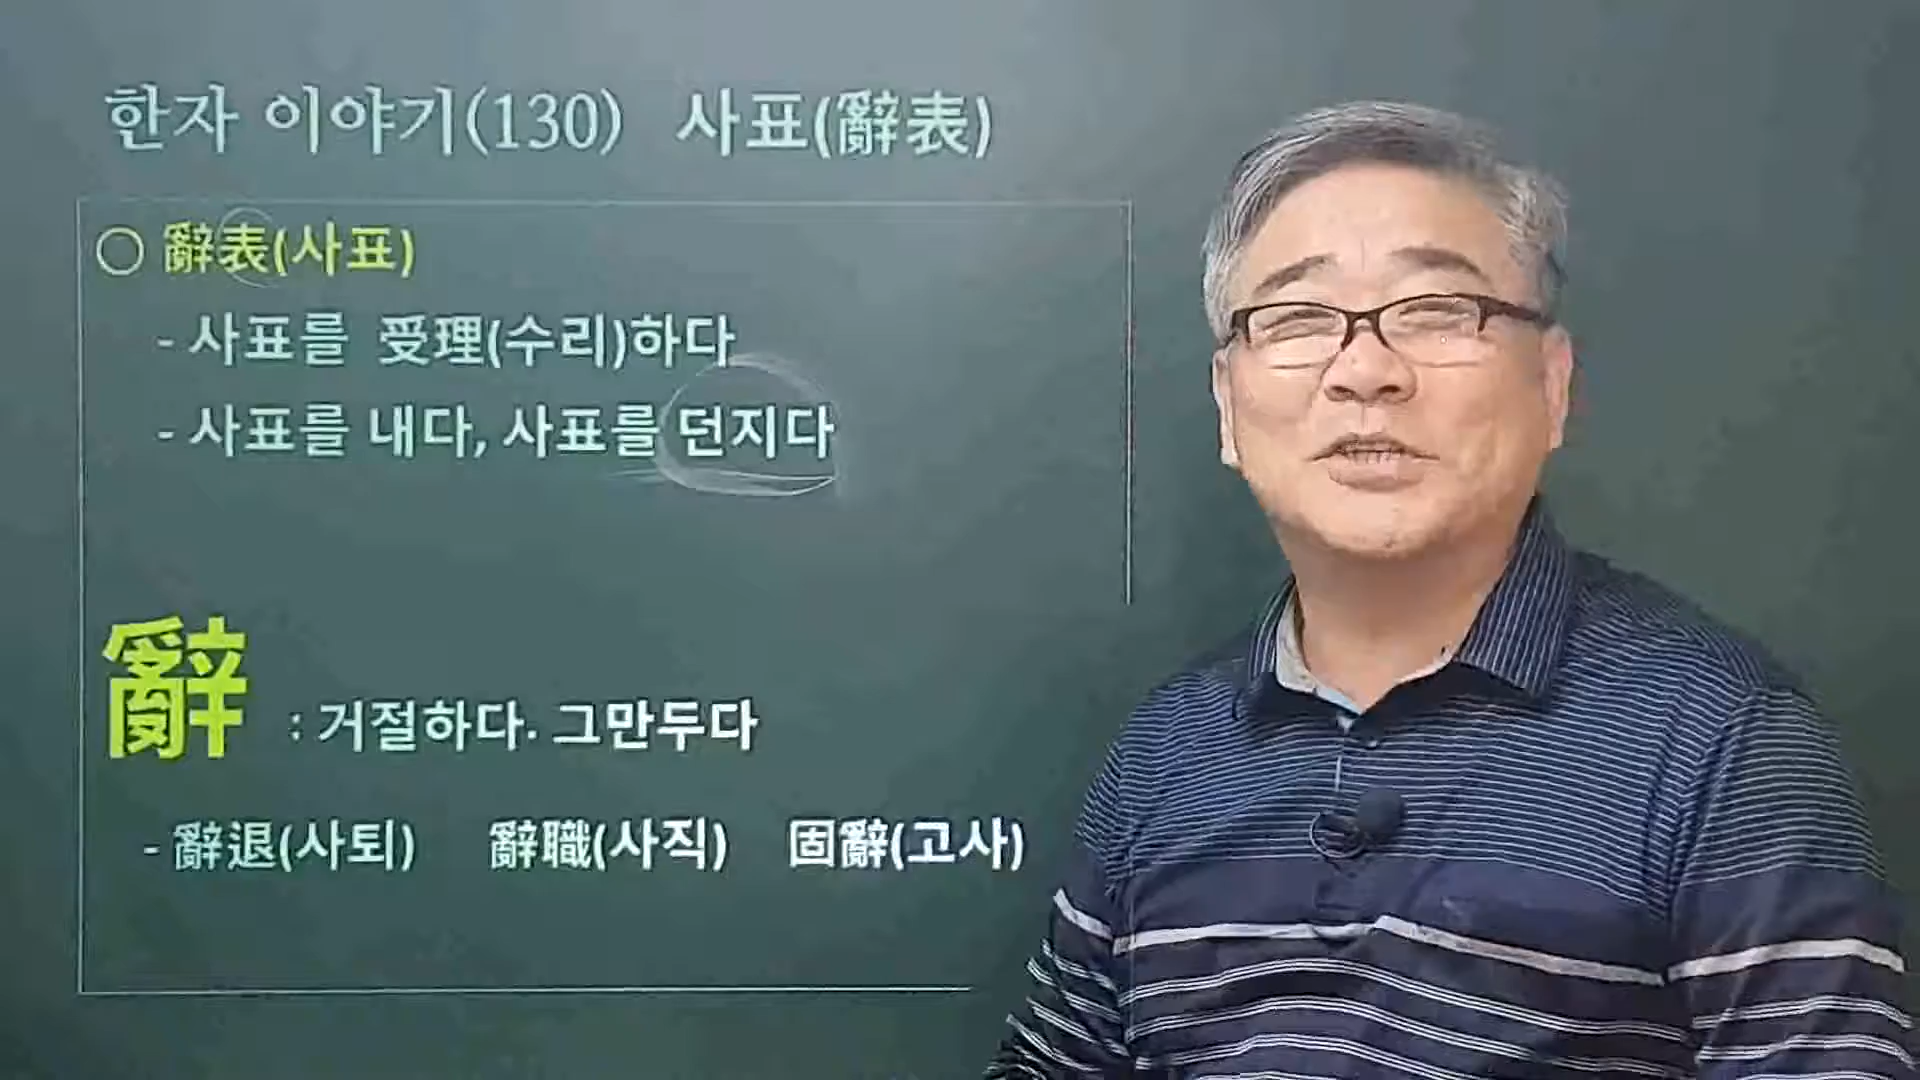 한자 이야기(130) 사표(辭表)
○ 辭表(사표)
- 사표를 受理(수리)하다
- 사표를 내다, 사표를 던지다
辭 : 거절하다. 그만두다
- 辭退(사퇴) 辭職(사직) 固辭(고사)